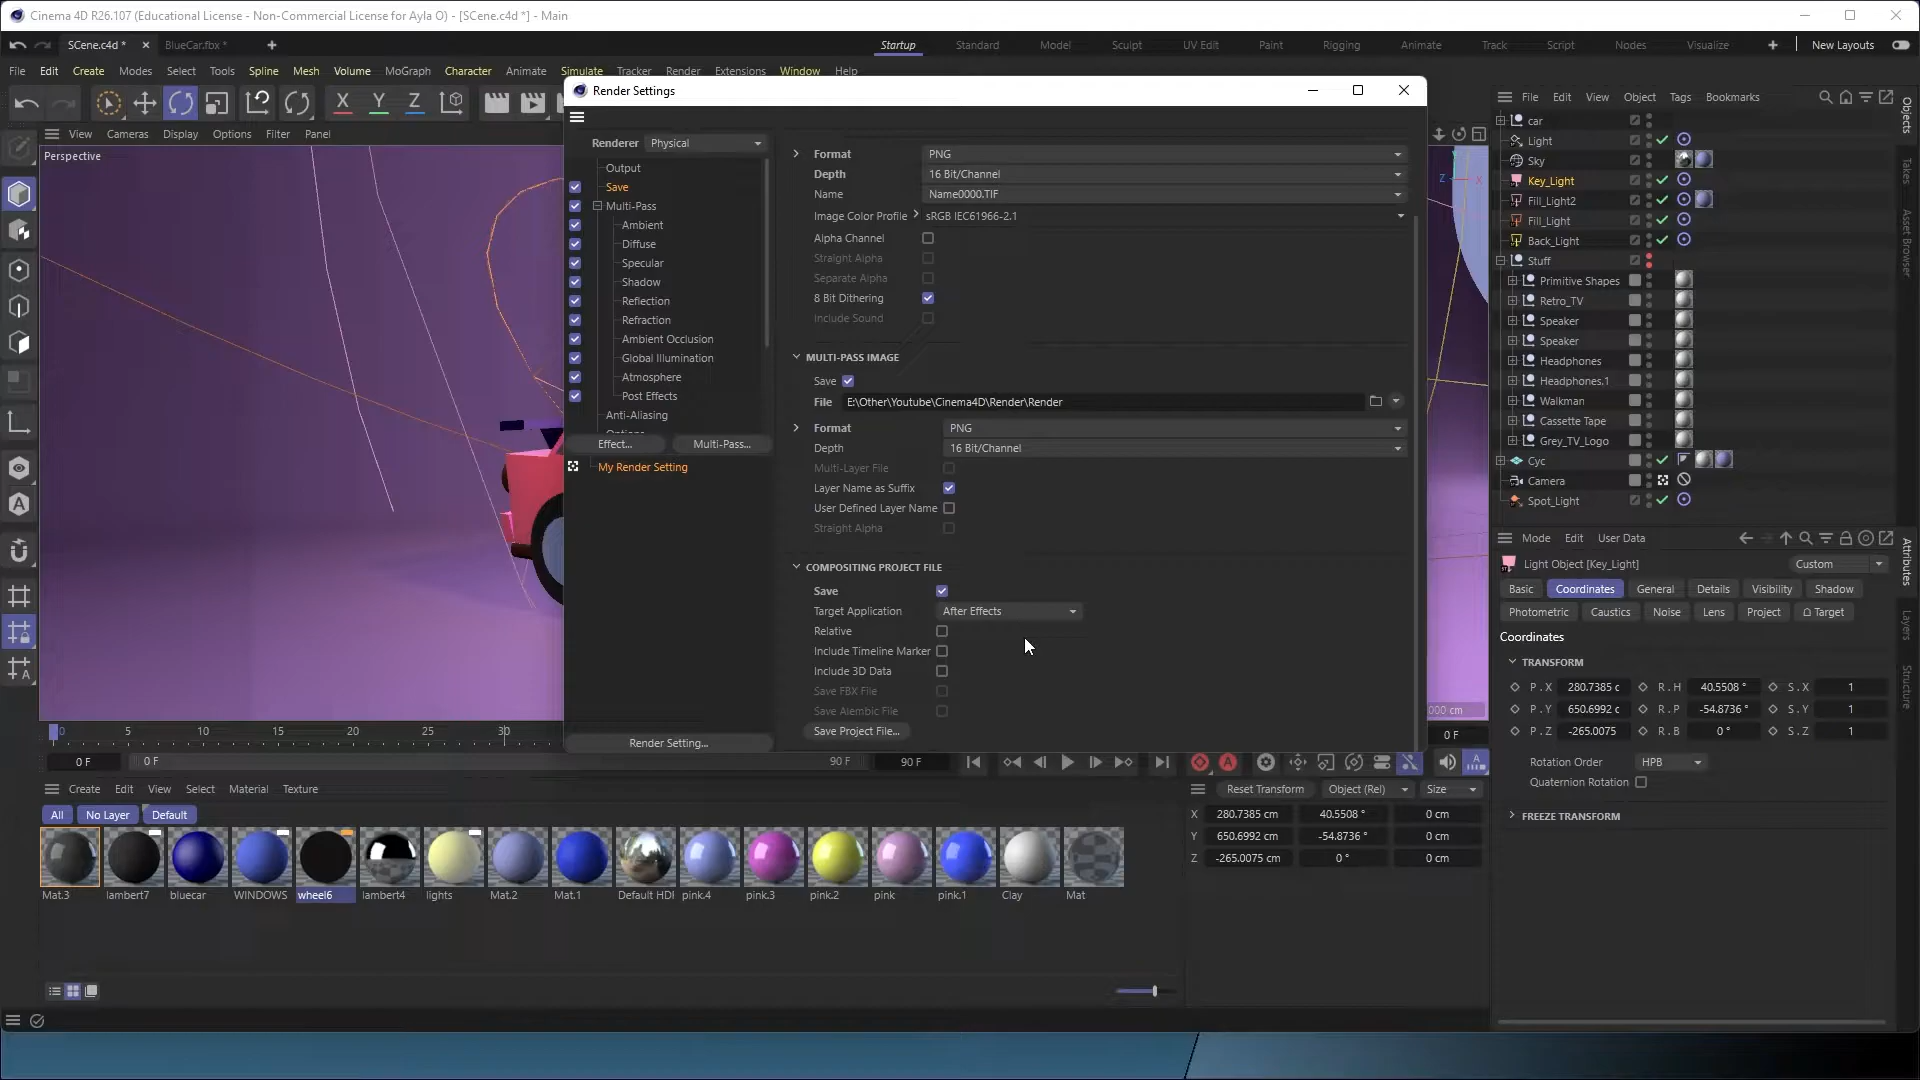 Cinema 4D R26.107 (Educational License - Non-Commercial License for Ayla O) - [SCene.c4d *] - Main
SCene.c4d *
BlueCar.fbx *
Startup
Standard
Model
Sculpt
UV Edit
Paint
Rigging
Animate
Track
Script
Nodes
Visualize
New Layouts
File Edit Create Modes Select Tools Spline Mesh Volume MoGraph Character Animate Simulate Tracker Render Extensions Window Help
Render Settings
X Y Z
View Cameras Display Options Filter Panel
Perspective
Renderer Physical
Output
Save
Multi-Pass
Ambient
Diffuse
Specular
Shadow
Reflection
Refraction
Ambient Occlusion
Global Illumination
Atmosphere
Post Effects
Anti-Aliasing
Effect...
Multi-Pass...
My Render Setting
Render Setting...
Format PNG
Depth 16 Bit/Channel
Name Name0000.TIF
Image Color Profile sRGB IEC61966-2.1
Alpha Channel
Straight Alpha
Separate Alpha
8 Bit Dithering
Include Sound
MULTI-PASS IMAGE
Save
File E:\Other\Youtube\Cinema4D\Render\Render
Format PNG
Depth 16 Bit/Channel
Multi-Layer File
Layer Name as Suffix
User Defined Layer Name
Straight Alpha
COMPOSITING PROJECT FILE
Save
Target Application After Effects
Relative
Include Timeline Marker
Include 3D Data
Save FBX File
Save Alembic File
Save Project File...
Y
Z X
000 cm
File Edit View Object Tags Bookmarks
car
Light
Sky
Key_Light
Fill_Light2
Fill_Light
Back_Light
Stuff
Primitive Shapes
Retro_TV
Speaker
Speaker
Headphones
Headphones.1
Walkman
Cassette Tape
Grey_TV_Logo
Cyc
Camera
Spot_Light
Objects
Takes
Asset Browser
Mode Edit User Data
Light Object [Key_Light]
Custom
Basic Coordinates General Details Visibility Shadow
Photometric Caustics Noise Lens Project Target
Coordinates
TRANSFORM
P . X 280.7385 c R . H 40.5508 ° S . X 1
P . Y 650.6992 c R . P -54.8736 ° S . Y 1
P . Z -265.0075 R . B 0 ° S . Z 1
Rotation Order HPB
Quaternion Rotation
FREEZE TRANSFORM
Attributes
Layers
Structure
0 5 10 15 20 25 30
0 F
0 F
0 F
90 F
90 F
Create Edit View Select Material Texture
All No Layer Default
Mat.3 lambert7 bluecar WINDOWS wheel6 lambert4 lights Mat.2 Mat.1 Default HDI pink.4 pink.3 pink.2 pink pink.1 Clay Mat
Reset Transform Object (Rel) Size
X 280.7385 cm 40.5508 ° 0 cm
Y 650.6992 cm -54.8736 ° 0 cm
Z -265.0075 cm 0 ° 0 cm